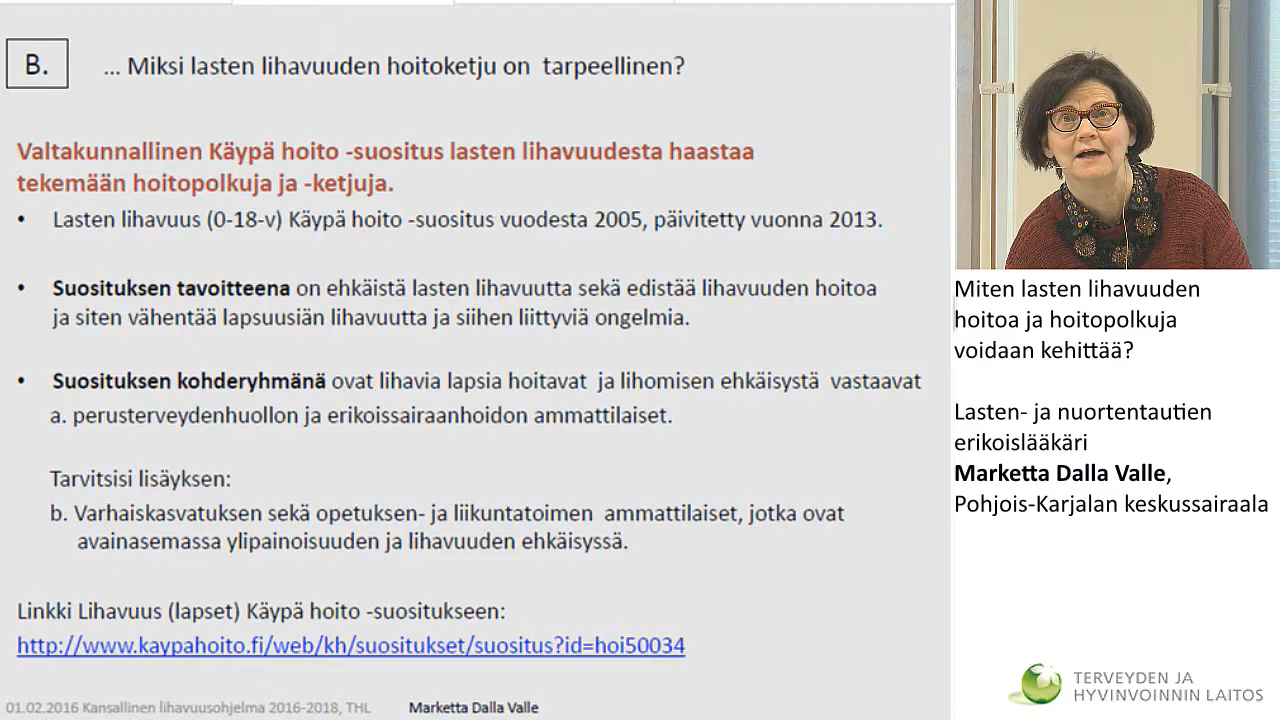 B.
... Miksi lasten lihavuuden hoitoketju on tarpeellinen?
Valtakunnallinen Käypä hoito -suositus lasten lihavuudesta haastaa
tekemään hoitopolkuja ja -ketjuja.
• Lasten lihavuus (0-18-v) Käypä hoito -suositus vuodesta 2005, päivitetty vuonna 2013.
• Suosituksen tavoitteena on ehkäistä lasten lihavuutta sekä edistää lihavuuden hoitoa
ja siten vähentää lapsuusiän lihavuutta ja siihen liittyviä ongelmia.
• Suosituksen kohderyhmänä ovat lihavia lapsia hoitavat ja lihomisen ehkäisystä vastaavat
a. perusterveydenhuollon ja erikoissairaanhoidon ammattilaiset.
Tarvitsisi lisäyksen:
b. Varhaiskasvatuksen sekä opetuksen- ja liikuntatoimen ammattilaiset, jotka ovat
avainasemassa ylipainoisuuden ja lihavuuden ehkäisyssä.
Linkki Lihavuus (lapset) Käypä hoito -suositukseen:
http://www.kaypahoito.fi/web/kh/suositukset/suositus?id=hoi50034
01.02.2016 Kansallinen lihavuusohjelma 2016-2018, THL
Marketta Dalla Valle
Miten lasten lihavuuden
hoitoa ja hoitopolkuja
voidaan kehittää?
Lasten- ja nuortentautien
erikoislääkäri
Marketta Dalla Valle,
Pohjois-Karjalan keskussairaala
TERVEYDEN JA
HYVINVOINNIN LAITOS